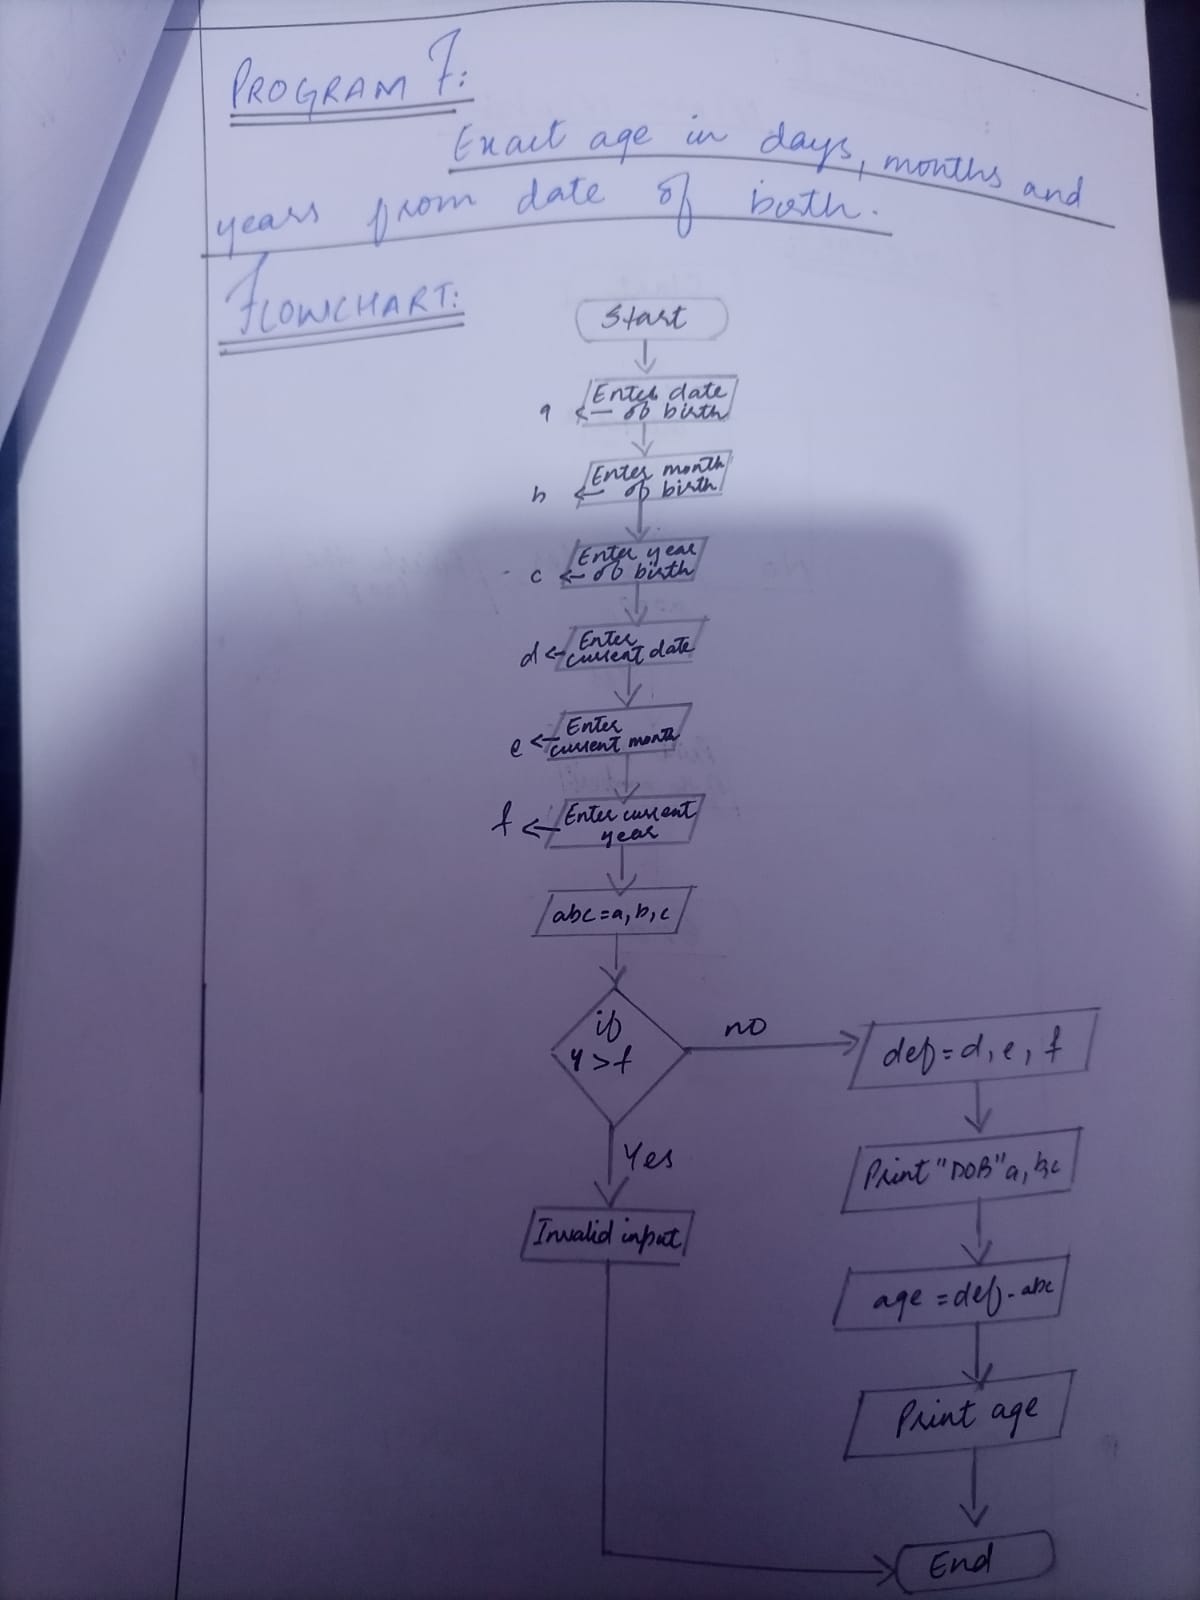 PROGRAM 7:
Exact age in days, months and
years from date of birth.
FLOWCHART:
Start
Enter date
a ← of birth
Enter month
b ← of birth
Enter year
c ← of birth
Enter
d ← current date
Enter
e ← current month
f ← Enter current
year
abc = a, b, c
if
y > f
no
def = d, e, f
Yes
Print "DOB" a, b, c
Invalid input
age = def - abc
Print age
End